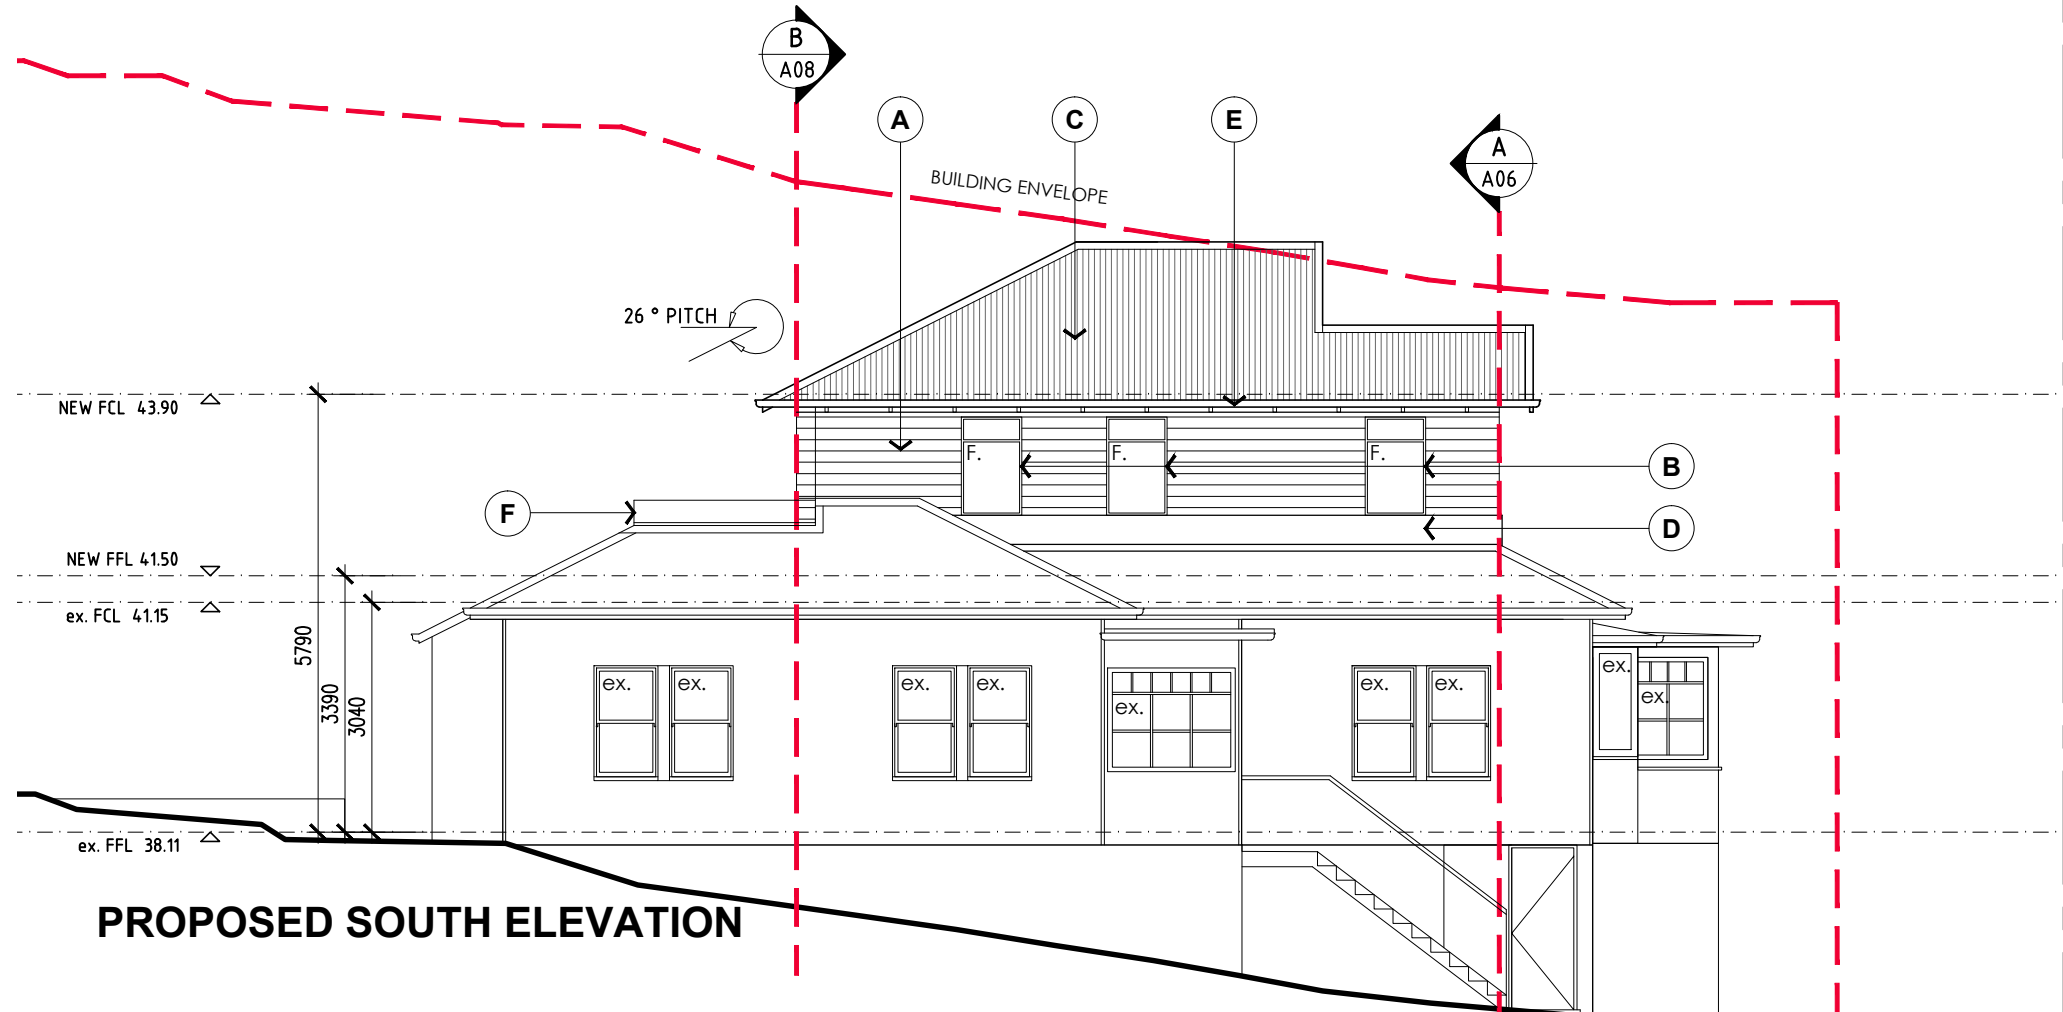 B
A08
A
C
E
A
A06
BUILDING ENVELOPE
26 ° PITCH
NEW FCL 43.90
F.
F.
F.
B
F
D
NEW FFL 41.50
ex. FCL 41.15
5790
3390
3040
ex.
ex.
ex.
ex.
ex.
ex.
ex.
ex.
ex.
ex. FFL 38.11
PROPOSED SOUTH ELEVATION